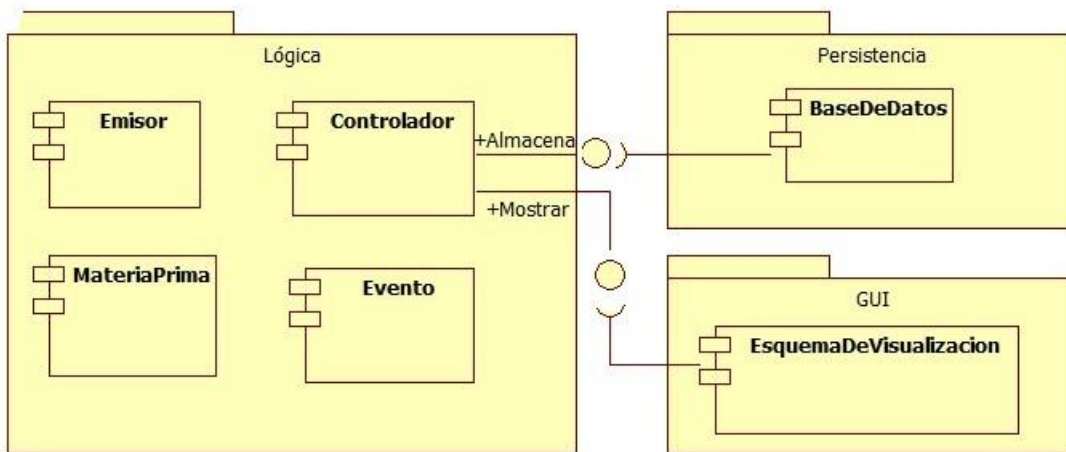 Lógica
Emisor
Controlador
+Almacena
+Mostrar
MateriaPrima
Evento
Persistencia
BaseDeDatos
GUI
EsquemaDeVisualizacion